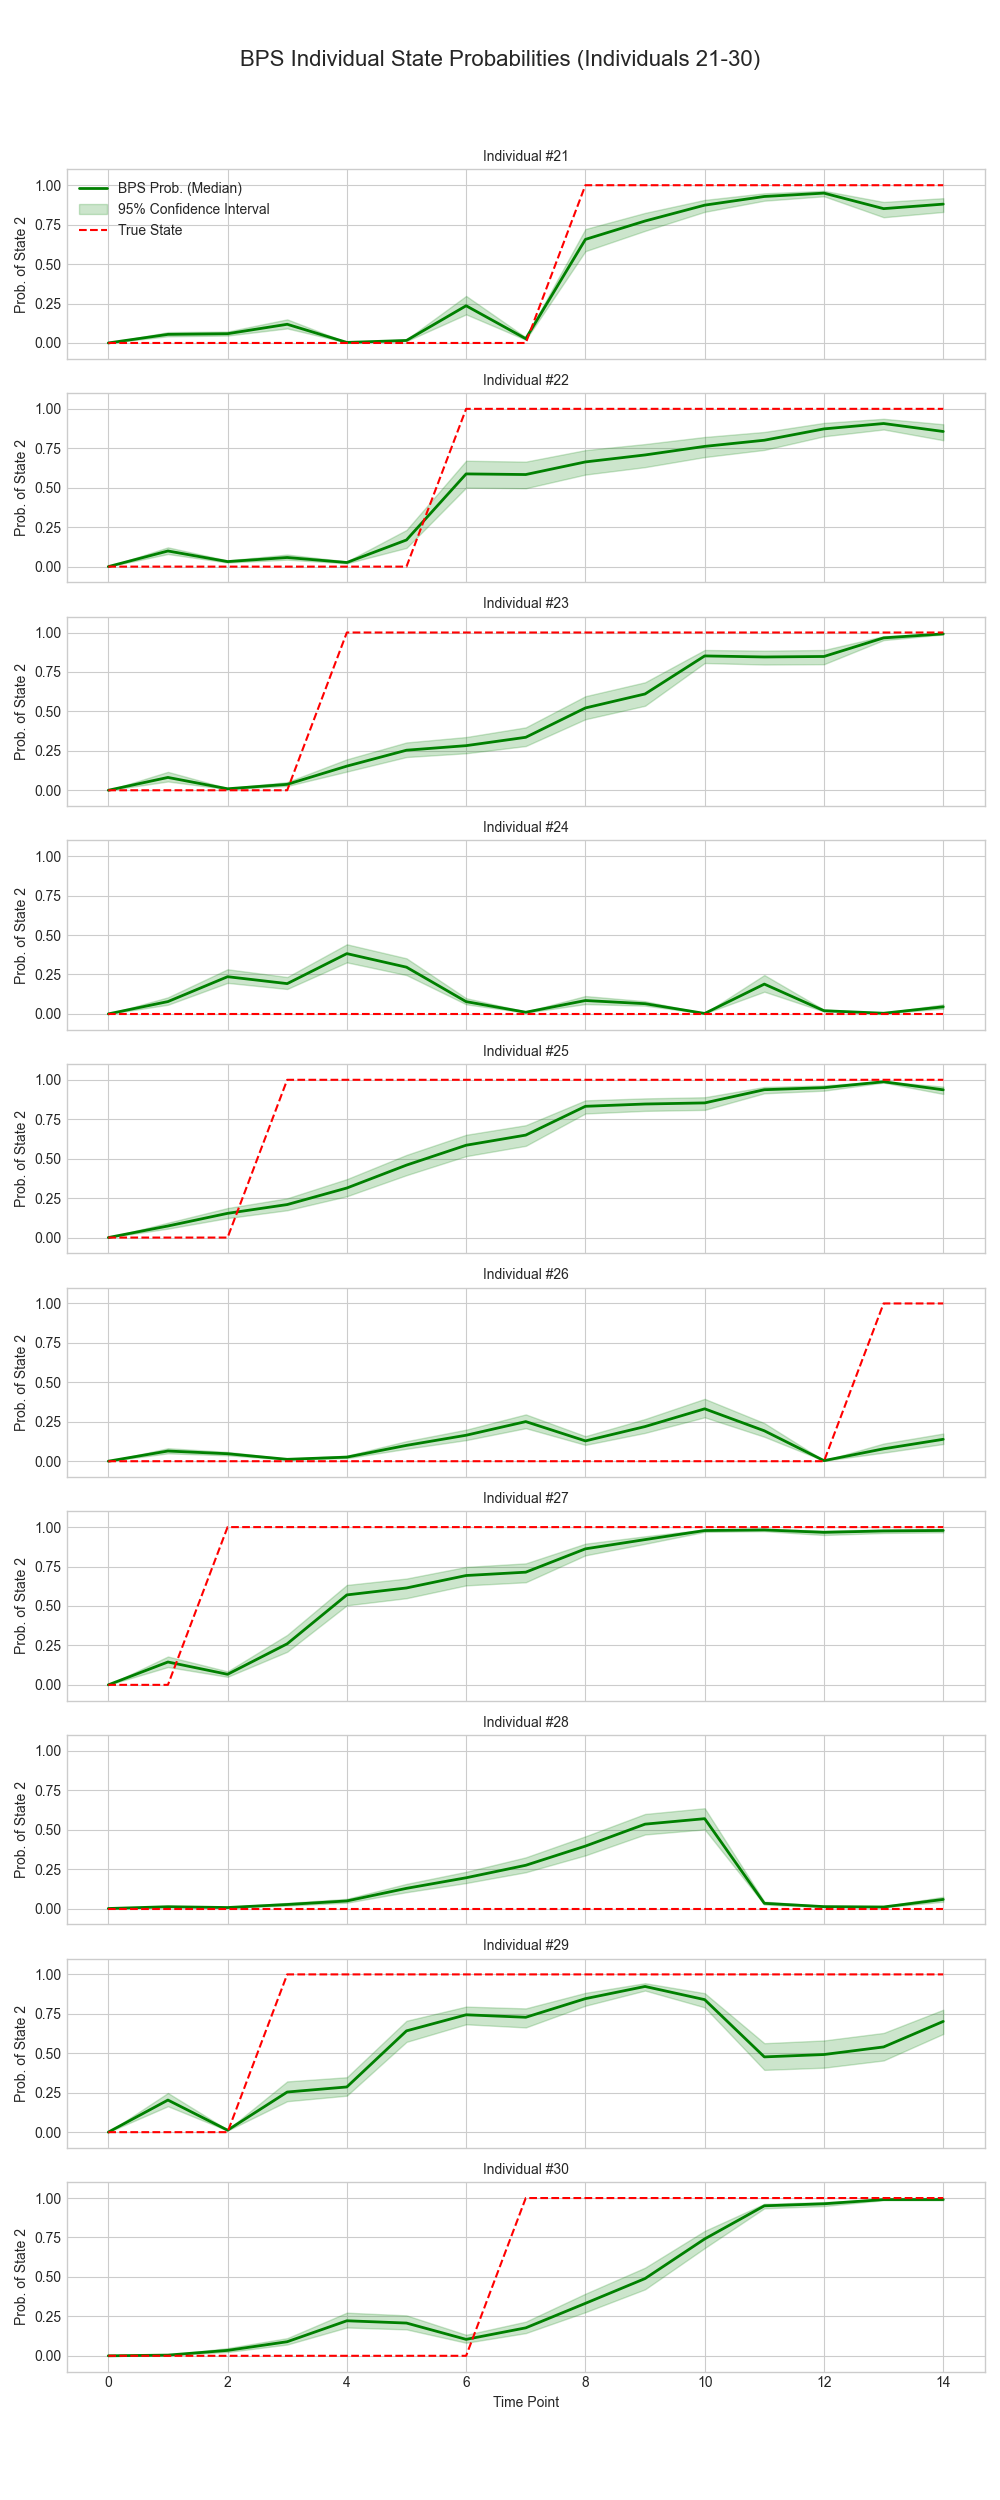 BPS Individual State Probabilities (Individuals 21-30)
Individual #21
BPS Prob. (Median)
95% Confidence Interval
True State
Prob. of State 2
1.00
0.75
0.50
0.25
0.00
Individual #22
Prob. of State 2
1.00
0.75
0.50
0.25
0.00
Individual #23
Prob. of State 2
1.00
0.75
0.50
0.25
0.00
Individual #24
Prob. of State 2
1.00
0.75
0.50
0.25
0.00
Individual #25
Prob. of State 2
1.00
0.75
0.50
0.25
0.00
Individual #26
Prob. of State 2
1.00
0.75
0.50
0.25
0.00
Individual #27
Prob. of State 2
1.00
0.75
0.50
0.25
0.00
Individual #28
Prob. of State 2
1.00
0.75
0.50
0.25
0.00
Individual #29
Prob. of State 2
1.00
0.75
0.50
0.25
0.00
Individual #30
Prob. of State 2
1.00
0.75
0.50
0.25
0.00
0 2 4 6 8 10 12 14
Time Point